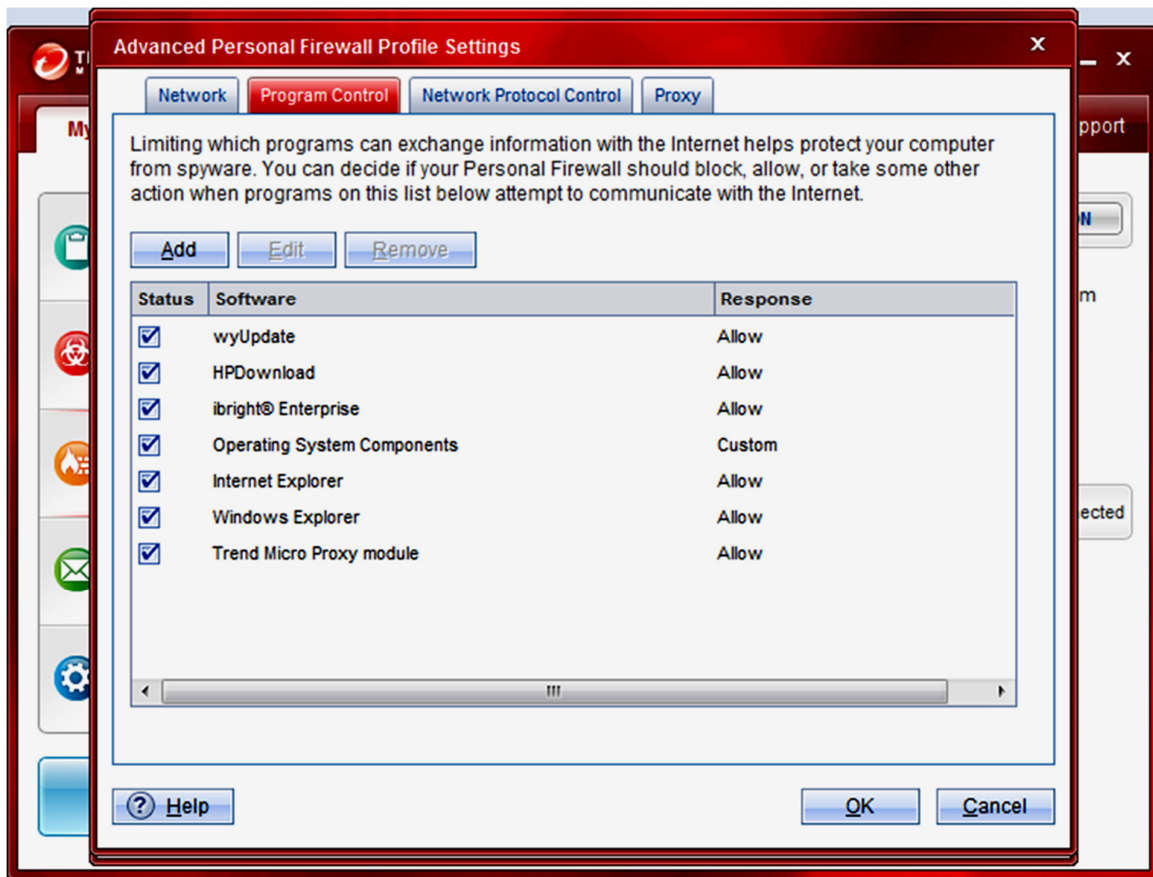 Advanced Personal Firewall Profile Settings
Network Program Control Network Protocol Control Proxy
Limiting which programs can exchange information with the Internet helps protect your computer
from spyware. You can decide if your Personal Firewall should block, allow, or take some other
action when programs on this list below attempt to communicate with the Internet.
Add Edit Remove
Status Software Response
wyUpdate Allow
HPDownload Allow
ibright® Enterprise Allow
Operating System Components Custom
Internet Explorer Allow
Windows Explorer Allow
Trend Micro Proxy module Allow
Help OK Cancel